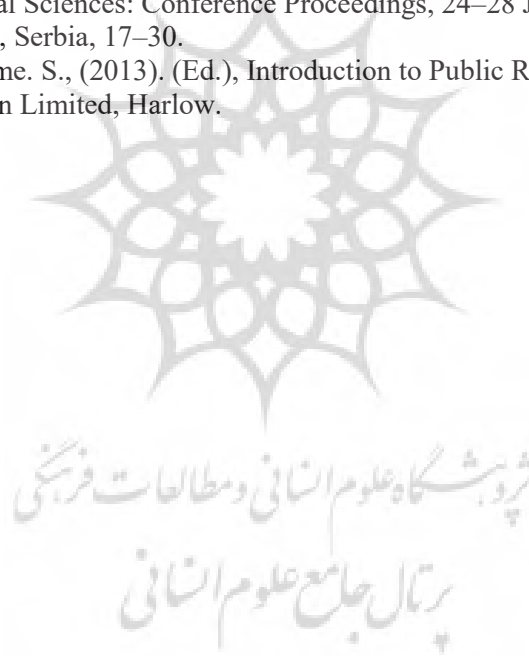 al Sciences: Conference Proceedings, 24–28 J
, Serbia, 17–30.
me. S., (2013). (Ed.), Introduction to Public R
n Limited, Harlow.
پژوهشگاه علوم انسانی و مطالعات فرهنگی
پرتال جامع علوم انسانی